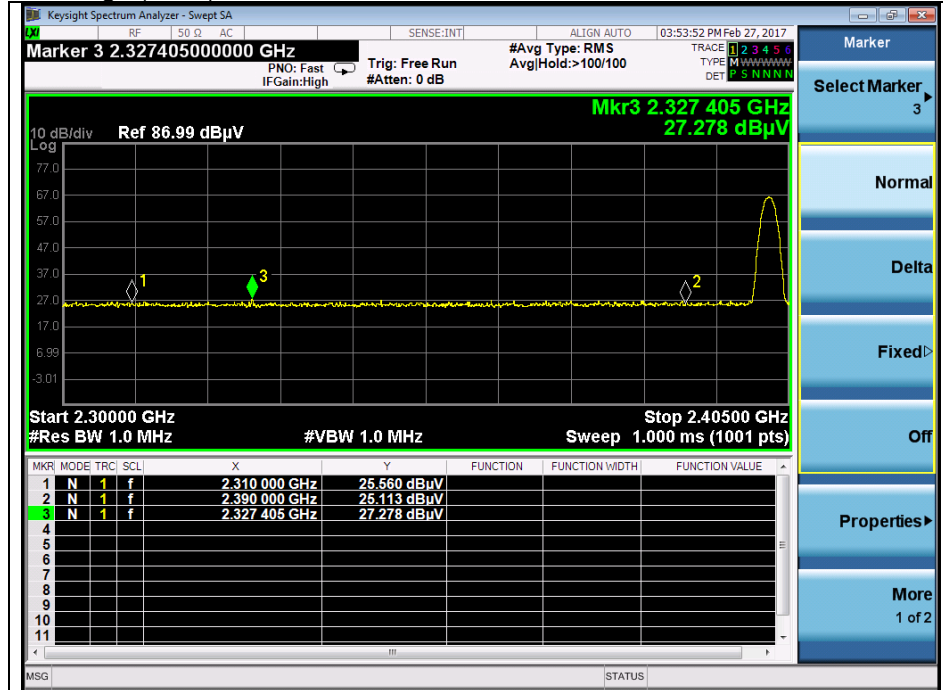 Keysight Spectrum Analyzer - Swept SA
LXI RF 50 Ω AC SENSE:INT ALIGN AUTO 03:53:52 PM Feb 27, 2017
Marker 3 2.327405000000 GHz
PNO: Fast
IFGain:High
Trig: Free Run
#Atten: 0 dB
#Avg Type: RMS
Avg|Hold:>100/100
TRACE 1 2 3 4 5 6
TYPE M WWWWW
DET P S N N N N
Mkr3 2.327 405 GHz
27.278 dBµV
10 dB/div Ref 86.99 dBµV
Log
77.0
67.0
57.0
47.0
37.0
27.0
17.0
6.99
-3.01
1
3
2
Start 2.30000 GHz
Stop 2.40500 GHz
#Res BW 1.0 MHz
#VBW 1.0 MHz
Sweep 1.000 ms (1001 pts)
MKR MODE TRC SCL X Y FUNCTION FUNCTION WIDTH FUNCTION VALUE
1 N 1 f 2.310 000 GHz 25.560 dBµV
2 N 1 f 2.390 000 GHz 25.113 dBµV
3 N 1 f 2.327 405 GHz 27.278 dBµV
4
5
6
7
8
9
10
11
MSG
STATUS
Marker
Select Marker
3
Normal
Delta
Fixed
Off
Properties
More
1 of 2